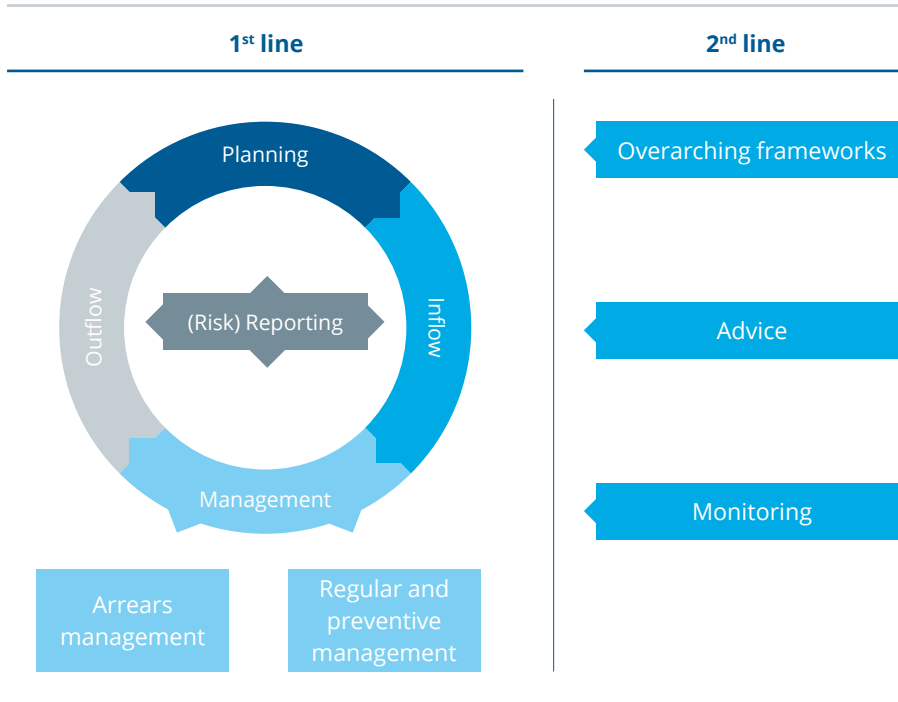 1st line
2nd line
Planning
Outflow
(Risk) Reporting
Inflow
Management
Arrears
management
Regular and
preventive
management
Overarching frameworks
Advice
Monitoring